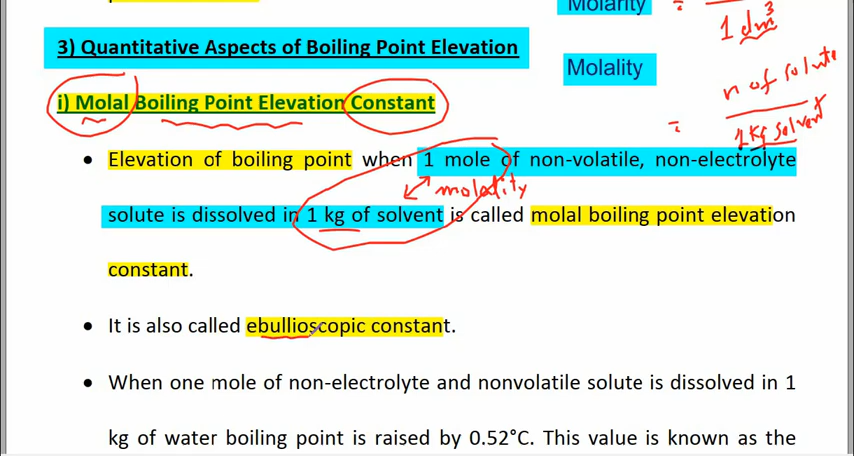 Molarity =
1 dm³
3) Quantitative Aspects of Boiling Point Elevation
Molality
= n of solute
1 kg solvent
i) Molal Boiling Point Elevation Constant
• Elevation of boiling point when 1 mole of non-volatile, non-electrolyte
molality
solute is dissolved in 1 kg of solvent is called molal boiling point elevation
constant.
• It is also called ebullioscopic constant.
• When one mole of non-electrolyte and nonvolatile solute is dissolved in 1
kg of water boiling point is raised by 0.52°C. This value is known as the